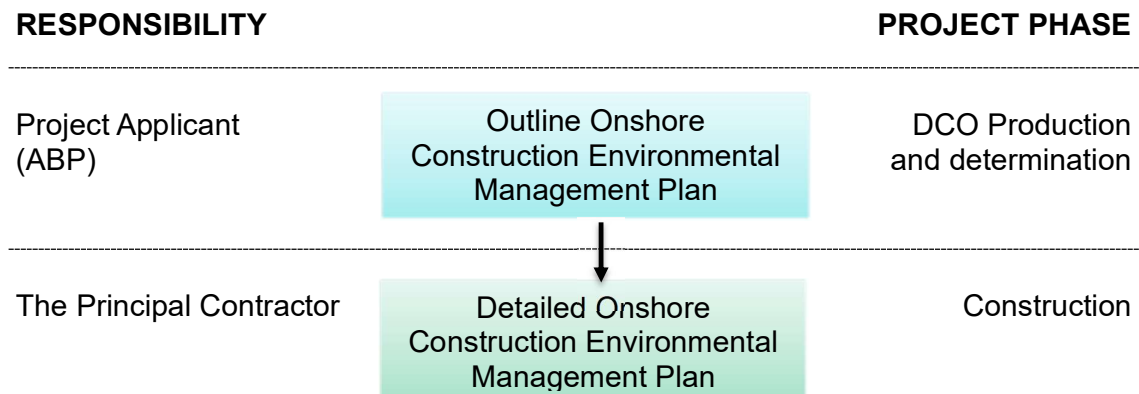 RESPONSIBILITY PROJECT PHASE
Project Applicant
(ABP)
Outline Onshore
Construction Environmental
Management Plan
DCO Production
and determination
The Principal Contractor
Detailed Onshore
Construction Environmental
Management Plan
Construction